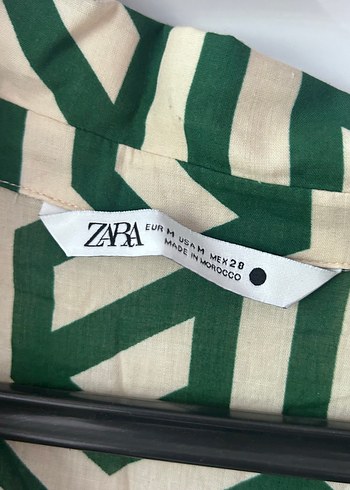 ZARA
EUR M USA M MEX 28
MADE IN MOROCCO